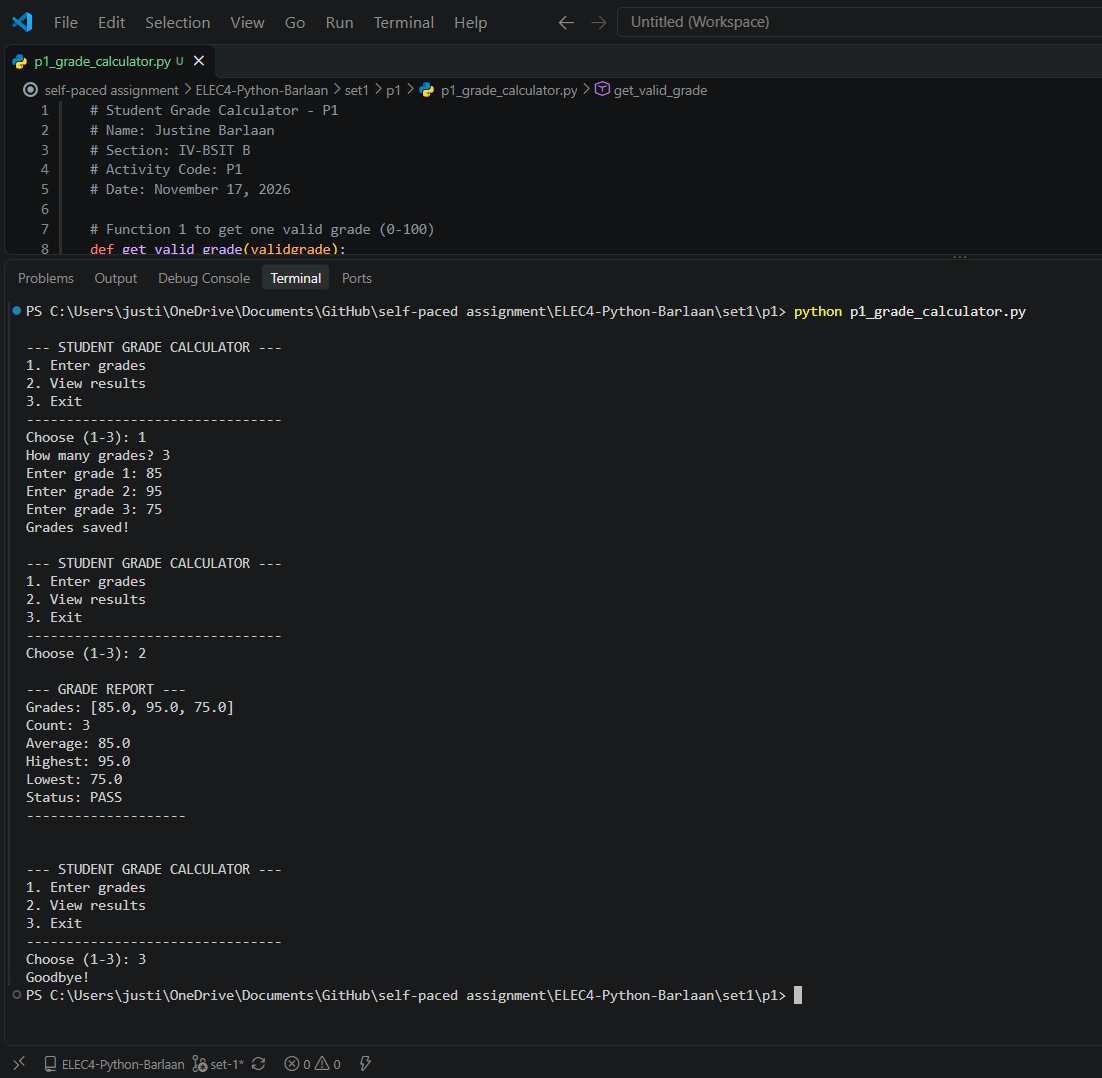 File Edit Selection View Go Run Terminal Help Untitled (Workspace)
p1_grade_calculator.py U
self-paced assignment > ELEC4-Python-Barlaan > set1 > p1 > p1_grade_calculator.py > get_valid_grade
1 # Student Grade Calculator - P1
2 # Name: Justine Barlaan
3 # Section: IV-BSIT B
4 # Activity Code: P1
5 # Date: November 17, 2026
6
7 # Function 1 to get one valid grade (0-100)
8 def get_valid_grade(validgrade):
Problems Output Debug Console Terminal Ports
PS C:\Users\justi\OneDrive\Documents\GitHub\self-paced assignment\ELEC4-Python-Barlaan\set1\p1> python p1_grade_calculator.py
--- STUDENT GRADE CALCULATOR ---
1. Enter grades
2. View results
3. Exit
--------------------------------
Choose (1-3): 1
How many grades? 3
Enter grade 1: 85
Enter grade 2: 95
Enter grade 3: 75
Grades saved!
--- STUDENT GRADE CALCULATOR ---
1. Enter grades
2. View results
3. Exit
--------------------------------
Choose (1-3): 2
--- GRADE REPORT ---
Grades: [85.0, 95.0, 75.0]
Count: 3
Average: 85.0
Highest: 95.0
Lowest: 75.0
Status: PASS
--------------------
--- STUDENT GRADE CALCULATOR ---
1. Enter grades
2. View results
3. Exit
--------------------------------
Choose (1-3): 3
Goodbye!
PS C:\Users\justi\OneDrive\Documents\GitHub\self-paced assignment\ELEC4-Python-Barlaan\set1\p1>
ELEC4-Python-Barlaan set-1* 0 0